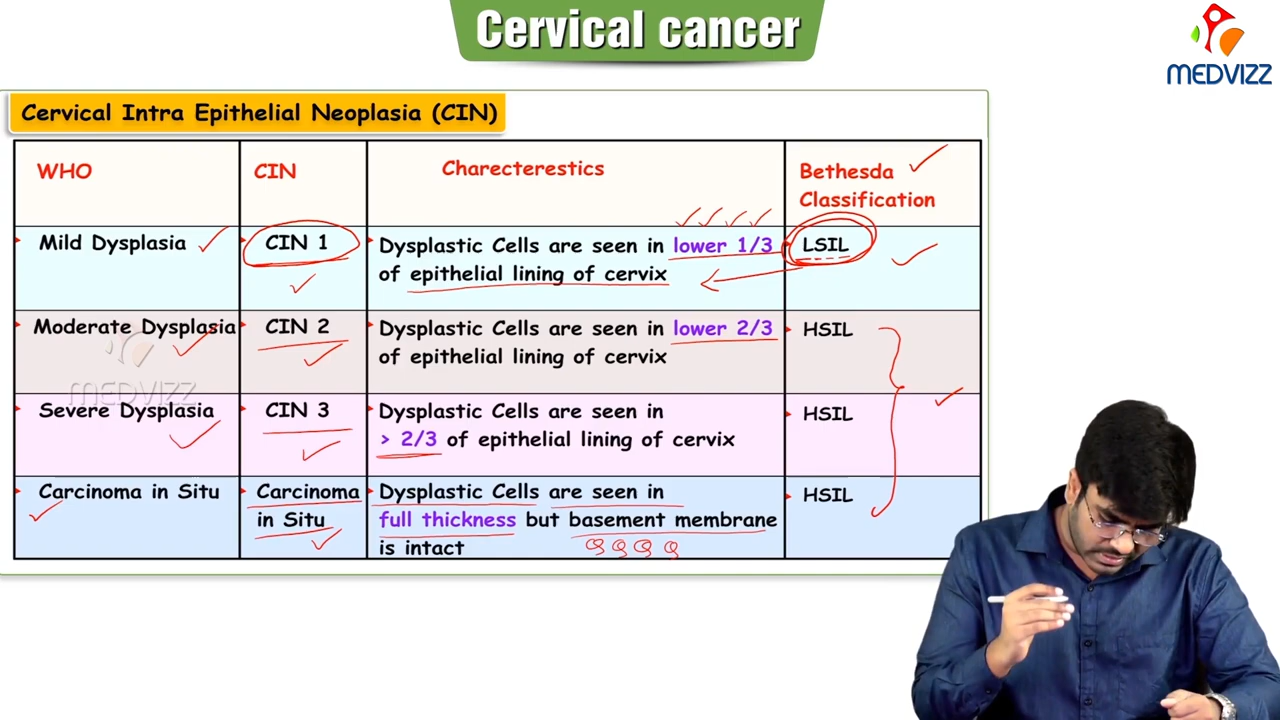 Cervical cancer
MEDVIZZ
Cervical Intra Epithelial Neoplasia (CIN)
WHO
CIN
Charecterestics
Bethesda
Classification
Mild Dysplasia
CIN 1
Dysplastic Cells are seen in lower 1/3
of epithelial lining of cervix
LSIL
Moderate Dysplasia
CIN 2
Dysplastic Cells are seen in lower 2/3
of epithelial lining of cervix
HSIL
MEDVIZZ
Severe Dysplasia
CIN 3
Dysplastic Cells are seen in
> 2/3 of epithelial lining of cervix
HSIL
Carcinoma in Situ
Carcinoma
in Situ
Dysplastic Cells are seen in
full thickness but basement membrane
is intact
HSIL